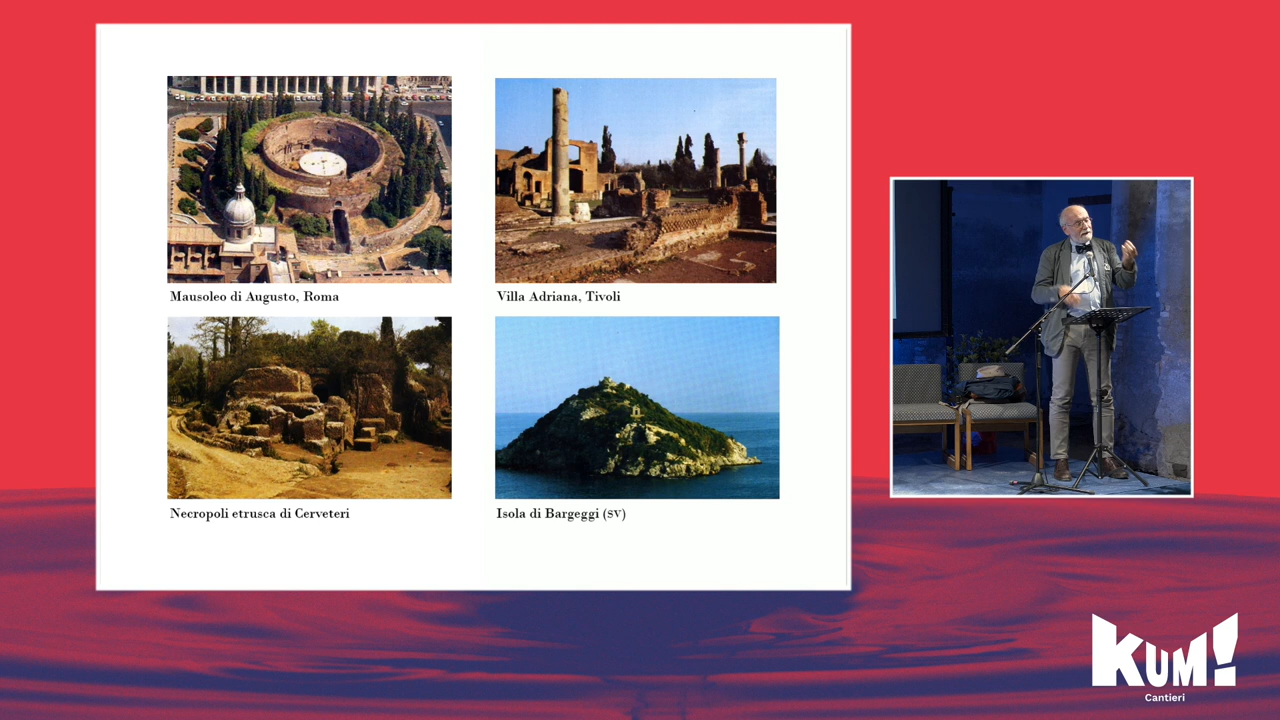 Mausoleo di Augusto, Roma
Villa Adriana, Tivoli
Necropoli etrusca di Cerveteri
Isola di Bargeggi (SV)
KUM!
Cantieri